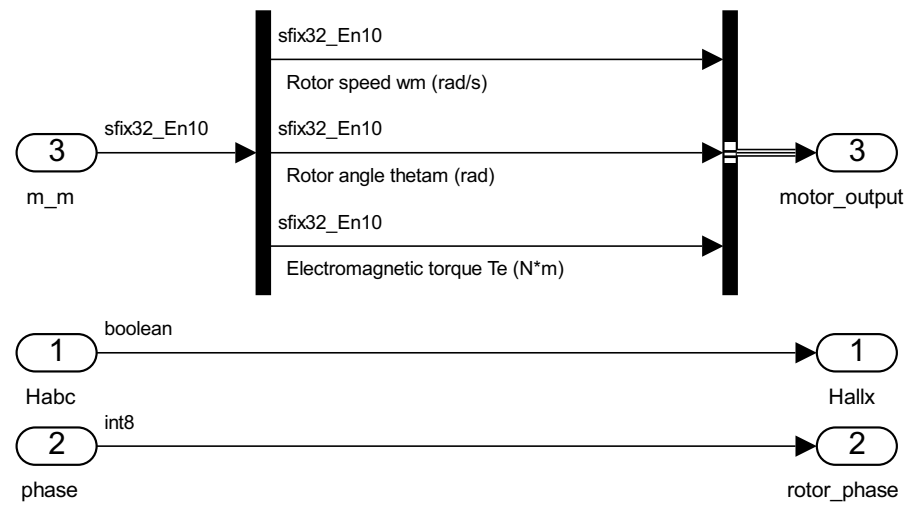 sfix32_En10
Rotor speed wm (rad/s)
sfix32_En10
sfix32_En10
3
3
Rotor angle thetam (rad)
m_m
motor_output
sfix32_En10
Electromagnetic torque Te (N*m)
boolean
1
1
Habc
Hallx
int8
2
2
phase
rotor_phase